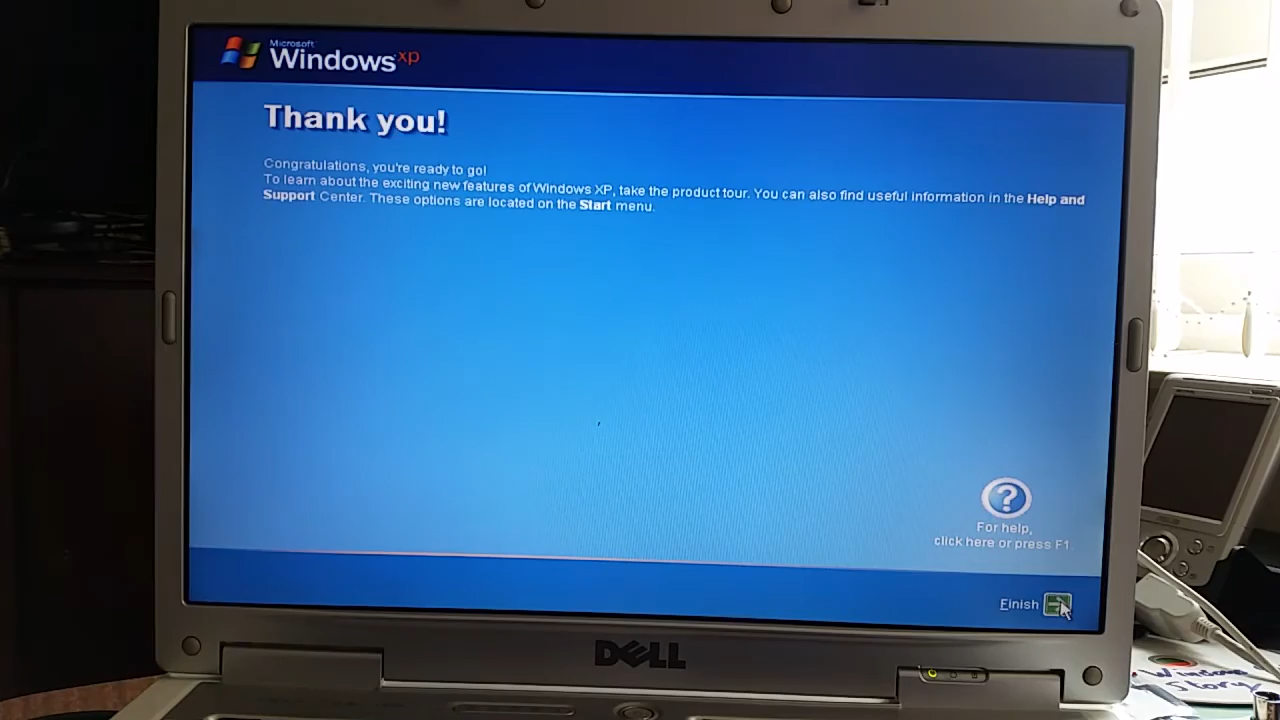 Microsoft
Windows xp
Thank you!
Congratulations, you're ready to go!
To learn about the exciting new features of Windows XP, take the product tour. You can also find useful information in the Help and
Support Center. These options are located on the Start menu.
?
For help,
click here or press F1.
Finish
DELL
Windows
Story